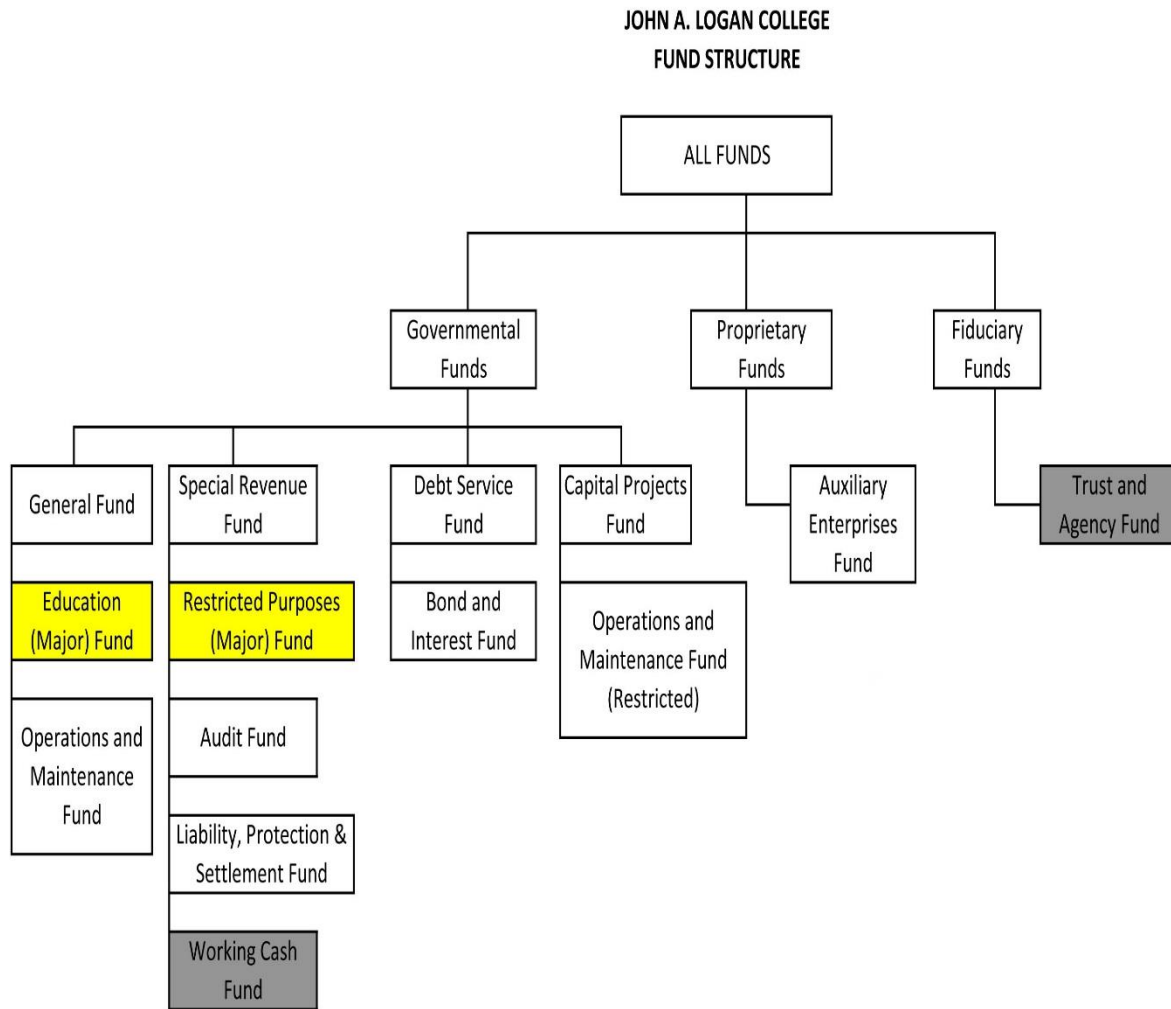 JOHN A. LOGAN COLLEGE
FUND STRUCTURE
ALL FUNDS
Governmental
Funds
Proprietary
Funds
Fiduciary
Funds
General Fund
Special Revenue
Fund
Debt Service
Fund
Capital Projects
Fund
Auxiliary
Enterprises
Fund
Trust and
Agency Fund
Education
(Major) Fund
Restricted Purposes
(Major) Fund
Bond and
Interest Fund
Operations and
Maintenance Fund
(Restricted)
Operations and
Maintenance
Fund
Audit Fund
Liability, Protection &
Settlement Fund
Working Cash
Fund